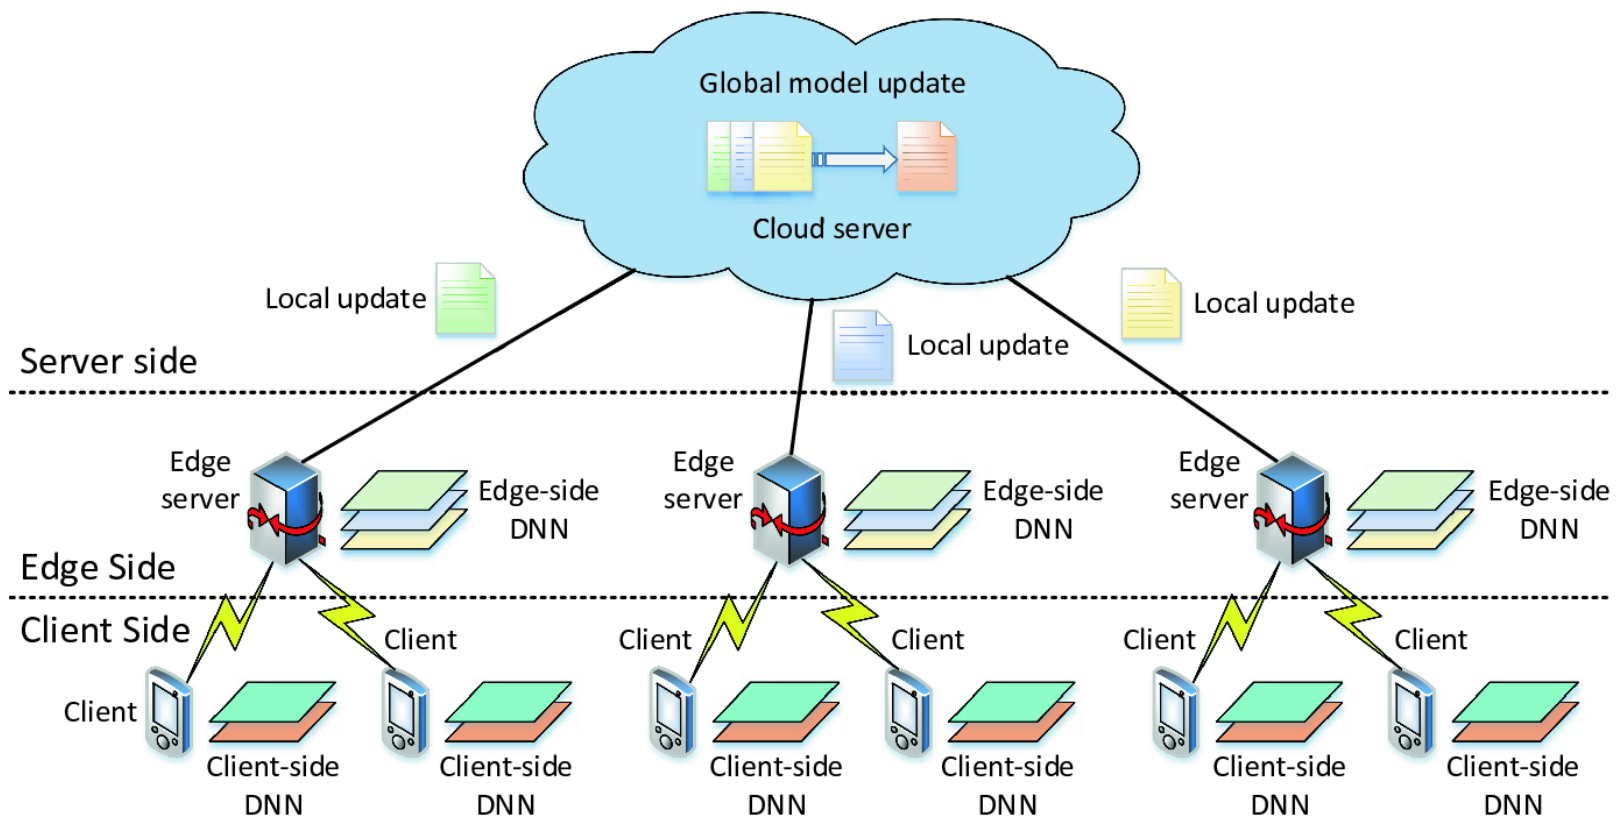 Global model update
Cloud server
Local update
Local update
Local update
Server side
Edge
server
Edge-side
DNN
Edge
server
Edge-side
DNN
Edge
server
Edge-side
DNN
Edge Side
Client Side
Client
Client
Client
Client
Client
Client
Client-side
DNN
Client-side
DNN
Client-side
DNN
Client-side
DNN
Client-side
DNN
Client-side
DNN